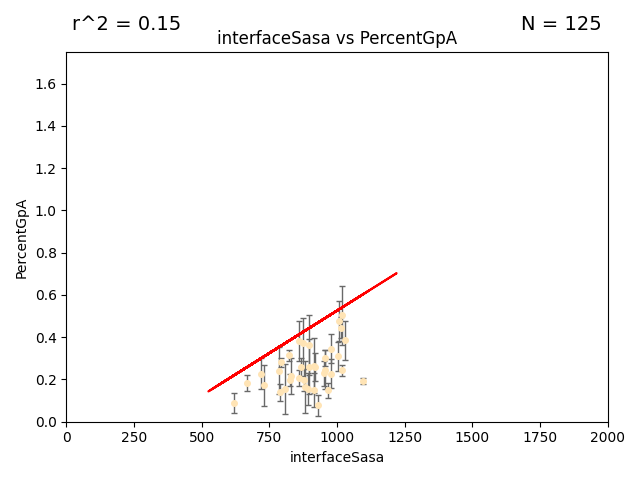 r^2 = 0.15
N = 125
interfaceSasa vs PercentGpA
PercentGpA
1.6
1.4
1.2
1.0
0.8
0.6
0.4
0.2
0.0
0 250 500 750 1000 1250 1500 1750 2000
interfaceSasa